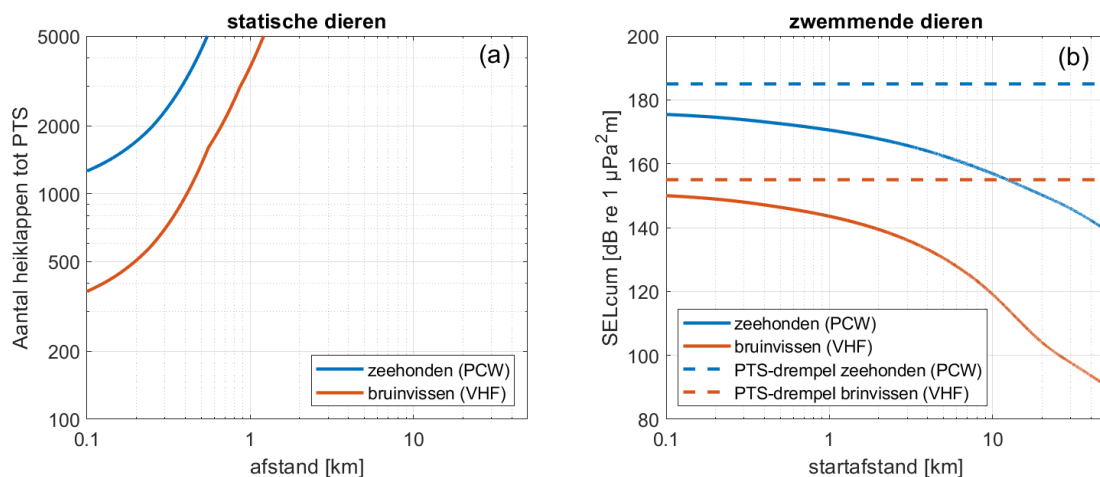 statische dieren
(a)
Aantal heiklappen tot PTS
5000
2000
1000
500
200
100
0.1
1
10
afstand [km]
zeehonden (PCW)
bruinvissen (VHF)
zwemmende dieren
(b)
SELcum [dB re 1 µPa²m]
200
180
160
140
120
100
80
0.1
1
10
startafstand [km]
zeehonden (PCW)
bruinvissen (VHF)
PTS-drempel zeehonden (PCW)
PTS-drempel brinvissen (VHF)